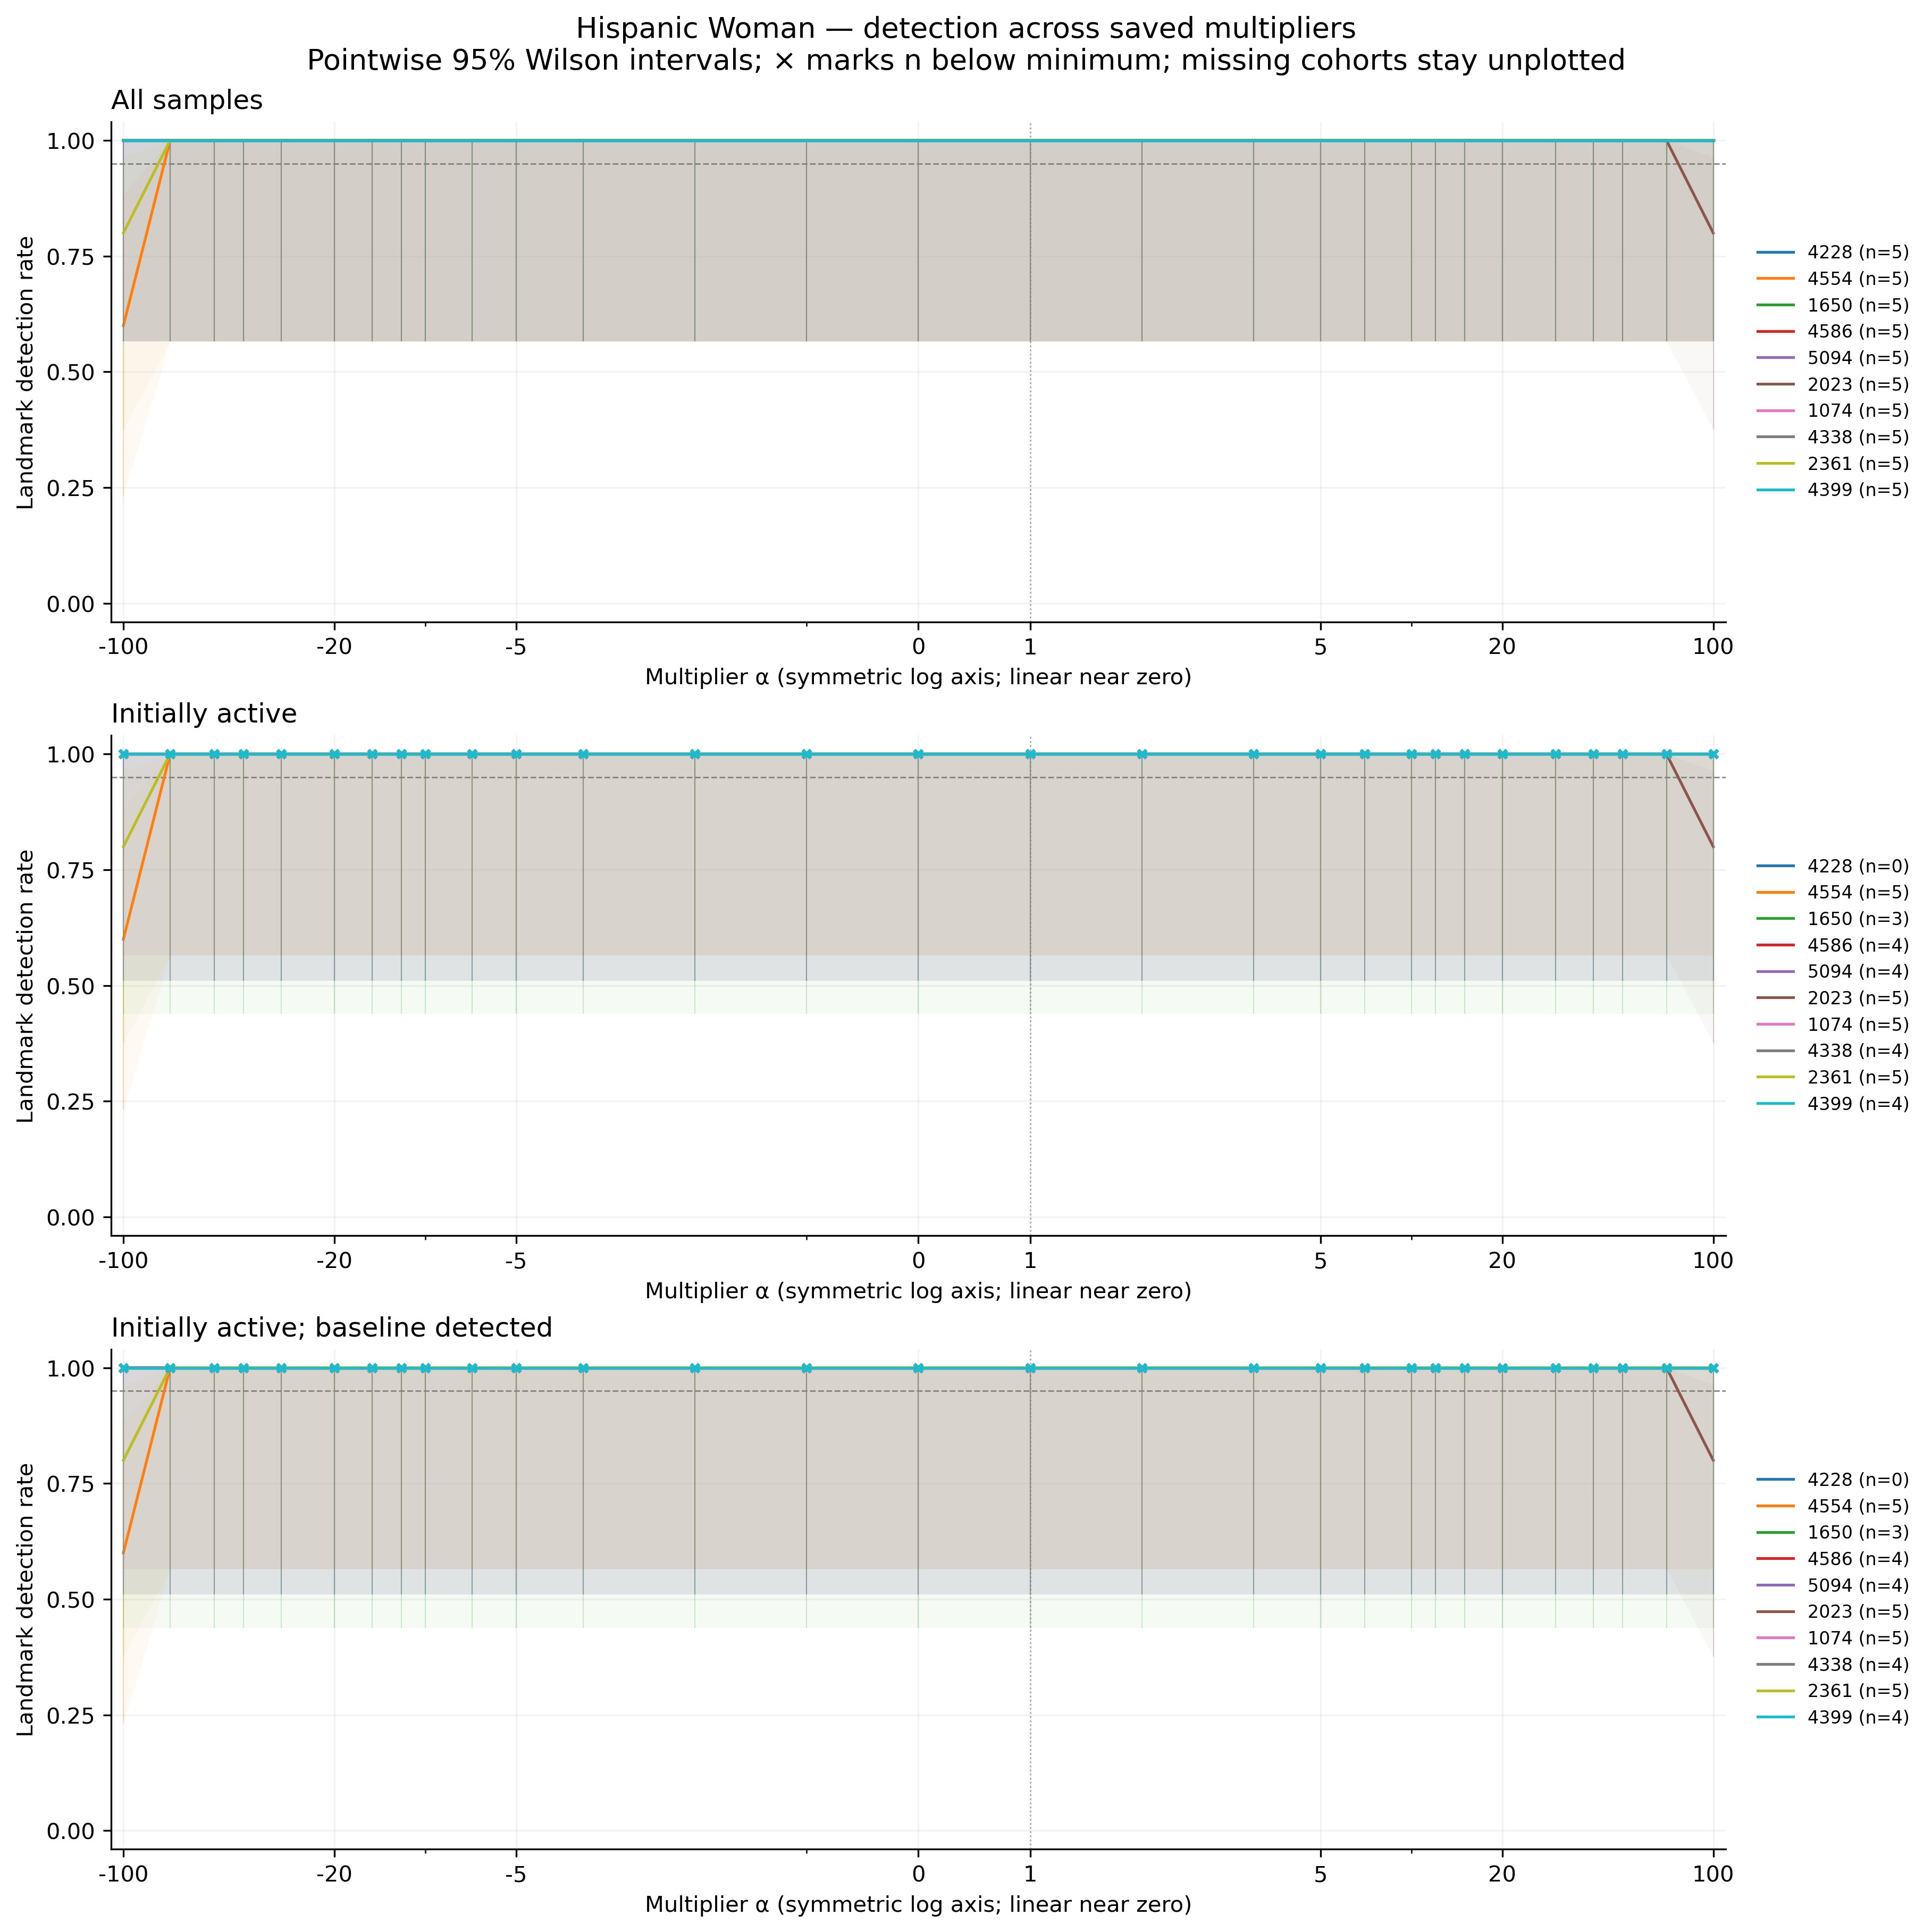 Hispanic Woman — detection across saved multipliers
Pointwise 95% Wilson intervals; × marks n below minimum; missing cohorts stay unplotted
All samples
Landmark detection rate
1.00
0.75
0.50
0.25
0.00
-100
-20
-5
0
1
5
20
100
Multiplier α (symmetric log axis; linear near zero)
4228 (n=5)
4554 (n=5)
1650 (n=5)
4586 (n=5)
5094 (n=5)
2023 (n=5)
1074 (n=5)
4338 (n=5)
2361 (n=5)
4399 (n=5)
Initially active
Landmark detection rate
1.00
0.75
0.50
0.25
0.00
-100
-20
-5
0
1
5
20
100
Multiplier α (symmetric log axis; linear near zero)
4228 (n=0)
4554 (n=5)
1650 (n=3)
4586 (n=4)
5094 (n=4)
2023 (n=5)
1074 (n=5)
4338 (n=4)
2361 (n=5)
4399 (n=4)
Initially active; baseline detected
Landmark detection rate
1.00
0.75
0.50
0.25
0.00
-100
-20
-5
0
1
5
20
100
Multiplier α (symmetric log axis; linear near zero)
4228 (n=0)
4554 (n=5)
1650 (n=3)
4586 (n=4)
5094 (n=4)
2023 (n=5)
1074 (n=5)
4338 (n=4)
2361 (n=5)
4399 (n=4)